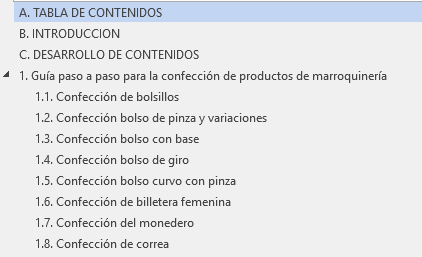 A. TABLA DE CONTENIDOS
B. INTRODUCCION
C. DESARROLLO DE CONTENIDOS
1. Guía paso a paso para la confección de productos de marroquinería
1.1. Confección de bolsillos
1.2. Confección bolso de pinza y variaciones
1.3. Confección bolso con base
1.4. Confección bolso de giro
1.5. Confección bolso curvo con pinza
1.6. Confección de billetera femenina
1.7. Confección del monedero
1.8. Confección de correa